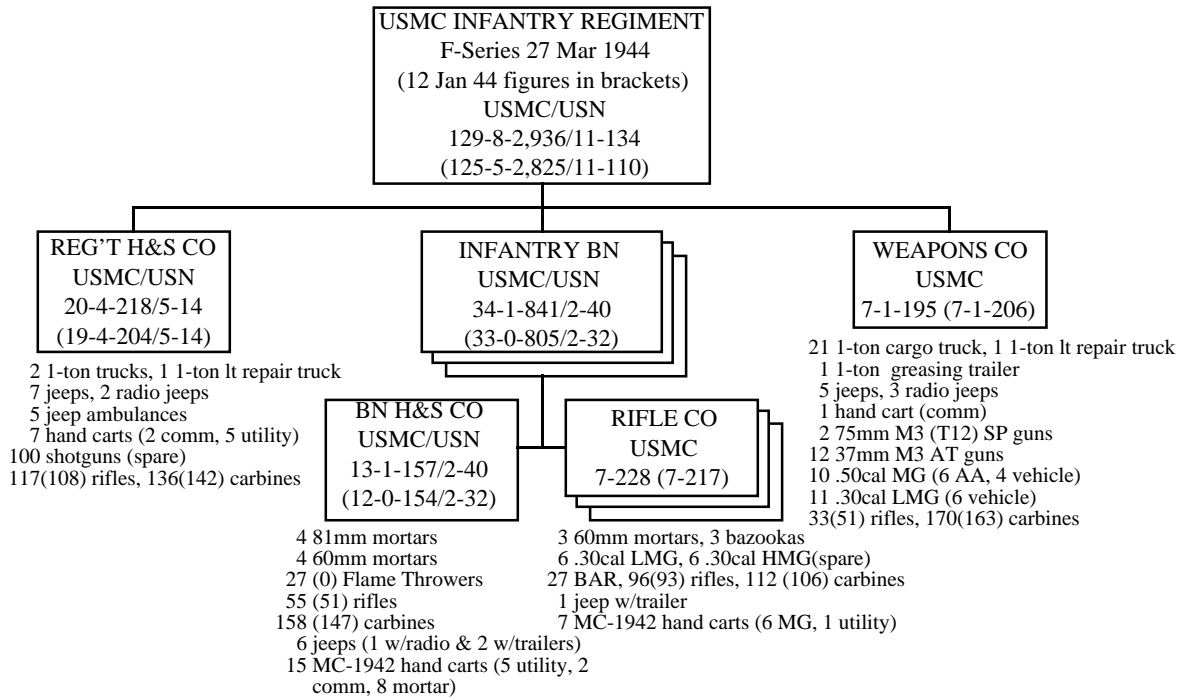 USMC INFANTRY REGIMENT
F-Series 27 Mar 1944
(12 Jan 44 figures in brackets)
USMC/USN
129-8-2,936/11-134
(125-5-2,825/11-110)
REG'T H&S CO
USMC/USN
20-4-218/5-14
(19-4-204/5-14)
2 1-ton trucks, 1 1-ton lt repair truck
7 jeeps, 2 radio jeeps
5 jeep ambulances
7 hand carts (2 comm, 5 utility)
100 shotguns (spare)
117(108) rifles, 136(142) carbines
INFANTRY BN
USMC/USN
34-1-841/2-40
(33-0-805/2-32)
WEAPONS CO
USMC
7-1-195 (7-1-206)
21 1-ton cargo truck, 1 1-ton lt repair truck
1 1-ton greasing trailer
5 jeeps, 3 radio jeeps
1 hand cart (comm)
2 75mm M3 (T12) SP guns
12 37mm M3 AT guns
10 .50cal MG (6 AA, 4 vehicle)
11 .30cal LMG (6 vehicle)
33(51) rifles, 170(163) carbines
BN H&S CO
USMC/USN
13-1-157/2-40
(12-0-154/2-32)
4 81mm mortars
4 60mm mortars
27 (0) Flame Throwers
55 (51) rifles
158 (147) carbines
6 jeeps (1 w/radio & 2 w/trailers)
15 MC-1942 hand carts (5 utility, 2
comm, 8 mortar)
RIFLE CO
USMC
7-228 (7-217)
3 60mm mortars, 3 bazookas
6 .30cal LMG, 6 .30cal HMG(spare)
27 BAR, 96(93) rifles, 112 (106) carbines
1 jeep w/trailer
7 MC-1942 hand carts (6 MG, 1 utility)